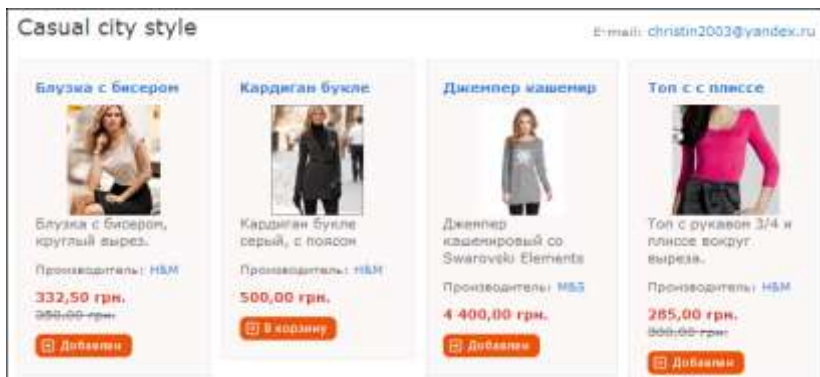 Casual city style
E-mail: christin2003@yandex.ru
Блузка с бисером
Блузка с бисером,
круглый вырез.
Производитель: H&M
332,50 грн.
350,00 грн.
Добавлен
Кардиган букле
Кардиган букле
серый, с поясом
Производитель: H&M
500,00 грн.
В корзину
Джемпер кашемир
Джемпер
кашемировый со
Swarovski Elements
Производитель: M&S
4 400,00 грн.
Добавлен
Топ с с плиссе
Топ с рукавом 3/4 и
плиссе вокруг
выреза.
Производитель: H&M
285,00 грн.
300,00 грн.
Добавлен